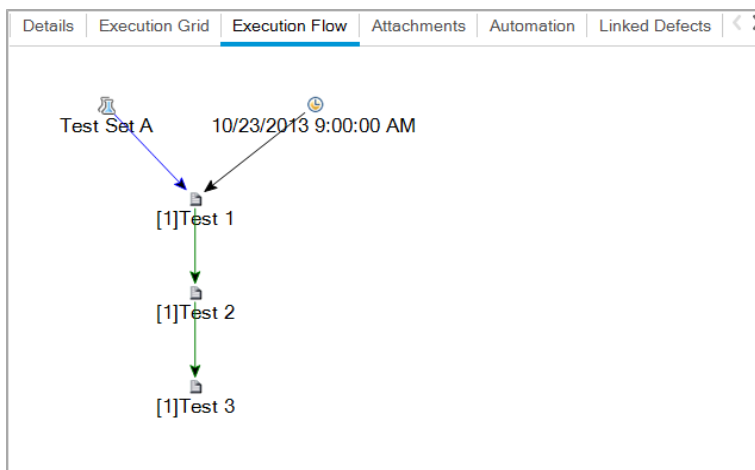 Details Execution Grid Execution Flow Attachments Automation Linked Defects
Test Set A 10/23/2013 9:00:00 AM
[1]Test 1
[1]Test 2
[1]Test 3